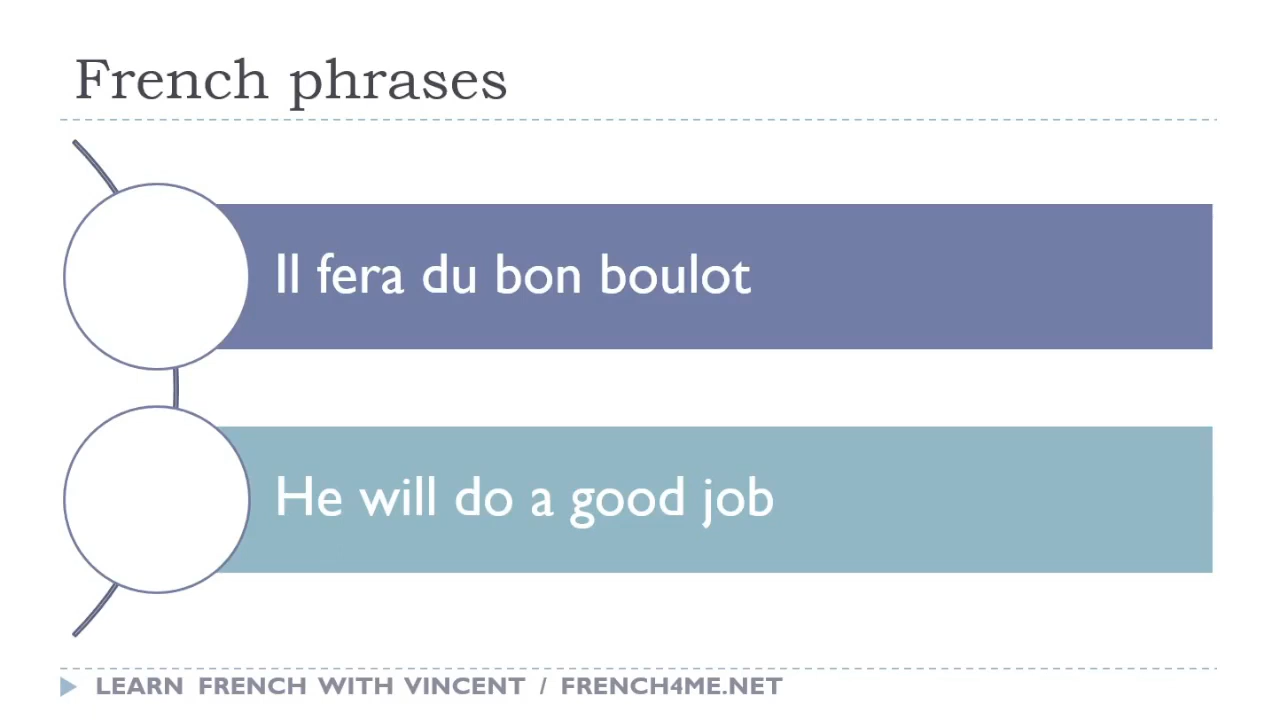 French phrases
Il fera du bon boulot
He will do a good job
LEARN FRENCH WITH VINCENT / FRENCH4ME.NET